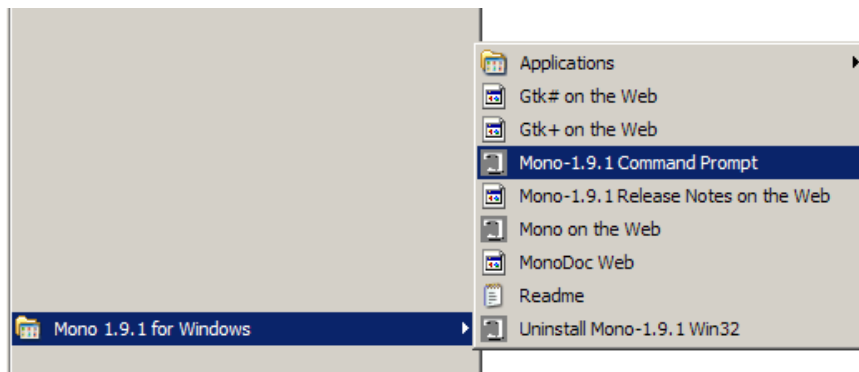 Applications
Gtk# on the Web
Gtk+ on the Web
Mono-1.9.1 Command Prompt
Mono-1.9.1 Release Notes on the Web
Mono on the Web
MonoDoc Web
Readme
Mono 1.9.1 for Windows
Uninstall Mono-1.9.1 Win32